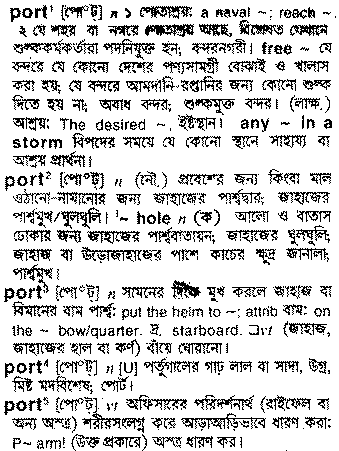 port¹ [পোর্ট্] n ১ পোতাশ্রয়: a naval ~; reach ~.
২ যে শহর বা নগরে পোতাশ্রয় আছে, বিশেষত যেখানে
শুল্ককর্মকর্তারা পদনিযুক্ত হন; বন্দরনগরী। free ~ যে
বন্দরে যে কোনো দেশের পণ্যসামগ্রী বোঝাই ও খালাস
করা হয়; যে বন্দরে আমদানি-রপ্তানির জন্য কোনো শুল্ক
দিতে হয় না; অবাধ বন্দর; শুল্কমুক্ত বন্দর। (লাক্ষ.)
আশ্রয়: The desired ~, ইষ্টস্থান। any ~ in a
storm বিপদের সময়ে যে কোনো স্থানে সাহায্য বা
আশ্রয় প্রার্থনা।
port² [পোর্ট্] n (নৌ.) প্রবেশের জন্য কিংবা মাল
ওঠানো-নামানোর জন্য জাহাজের পার্শ্বদ্বার; জাহাজের
পার্শ্বমুখ/ঘুলঘুলি। ¹~ hole n (ক) আলো ও বাতাস
ঢোকার জন্য জাহাজের পার্শ্ববাতায়ন; জাহাজের ঘুলঘুলি;
জাহাজ বা উড়োজাহাজের পাশে কাচের ক্ষুদ্র জানালা;
পার্শ্বমুখ।
port³ [পোর্ট্] n সামনের দিকে মুখ করলে জাহাজ বা
বিমানের বাম পার্শ্ব: put the helm to ~; attrib বাম: on
the ~ bow/quarter. দ্র. starboard. □vt (জাহাজ,
জাহাজের হাল বা কর্ণ) বাঁয়ে ঘোরানো।
port⁴ [পোর্ট্] n [U] পর্তুগালের গাঢ় লাল বা সাদা, উগ্র,
মিষ্ট মদবিশেষ; পোর্ট।
port⁵ [পোর্ট্] vt অফিসারের পরিদর্শনার্থ (রাইফেল বা
অন্য অস্ত্র) শরীরসংলগ্ন করে আড়াআড়িভাবে ধারণ করা:
P~ arm! (উক্ত প্রকারে) অস্ত্র ধারণ কর।